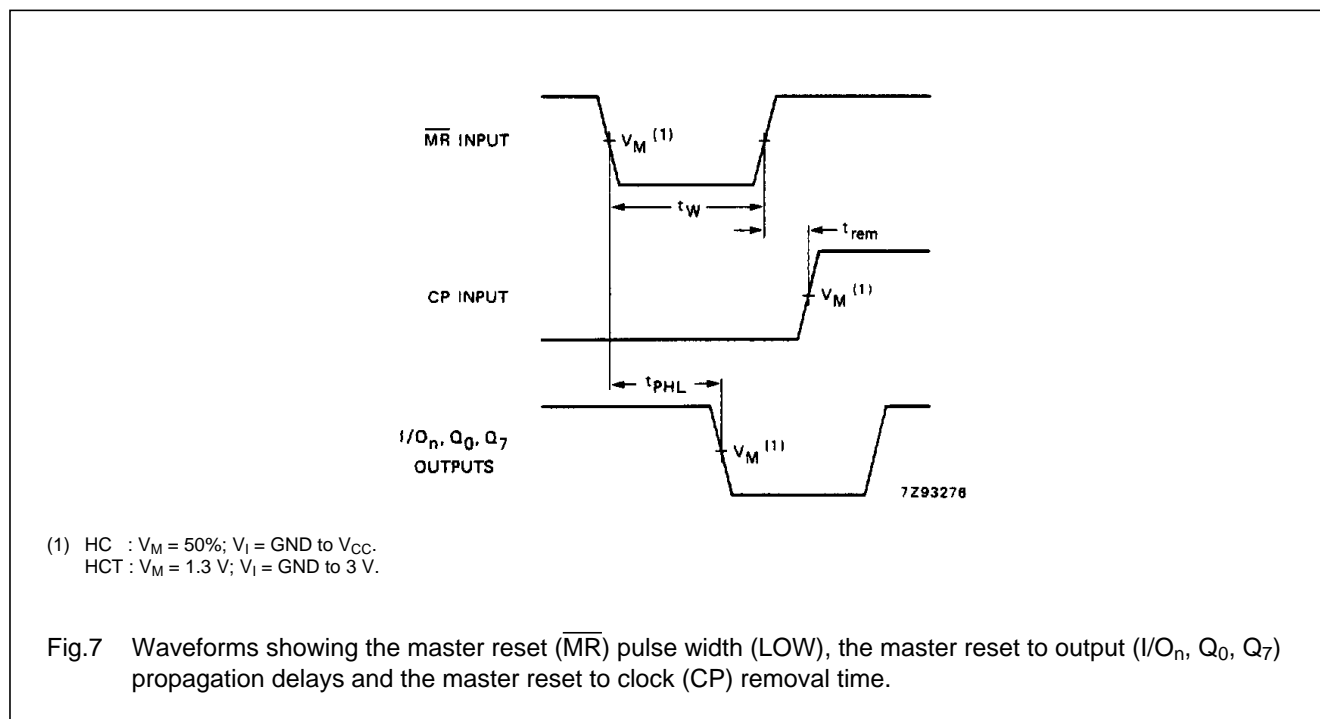 MR INPUT
V_M (1)
t_W
t_rem
CP INPUT
V_M (1)
t_PHL
I/O_n, Q_0, Q_7
OUTPUTS
V_M (1)
7Z93276
(1) HC : V_M = 50%; V_I = GND to V_CC.
HCT : V_M = 1.3 V; V_I = GND to 3 V.
Fig.7 Waveforms showing the master reset (MR) pulse width (LOW), the master reset to output (I/O_n, Q_0, Q_7)
propagation delays and the master reset to clock (CP) removal time.